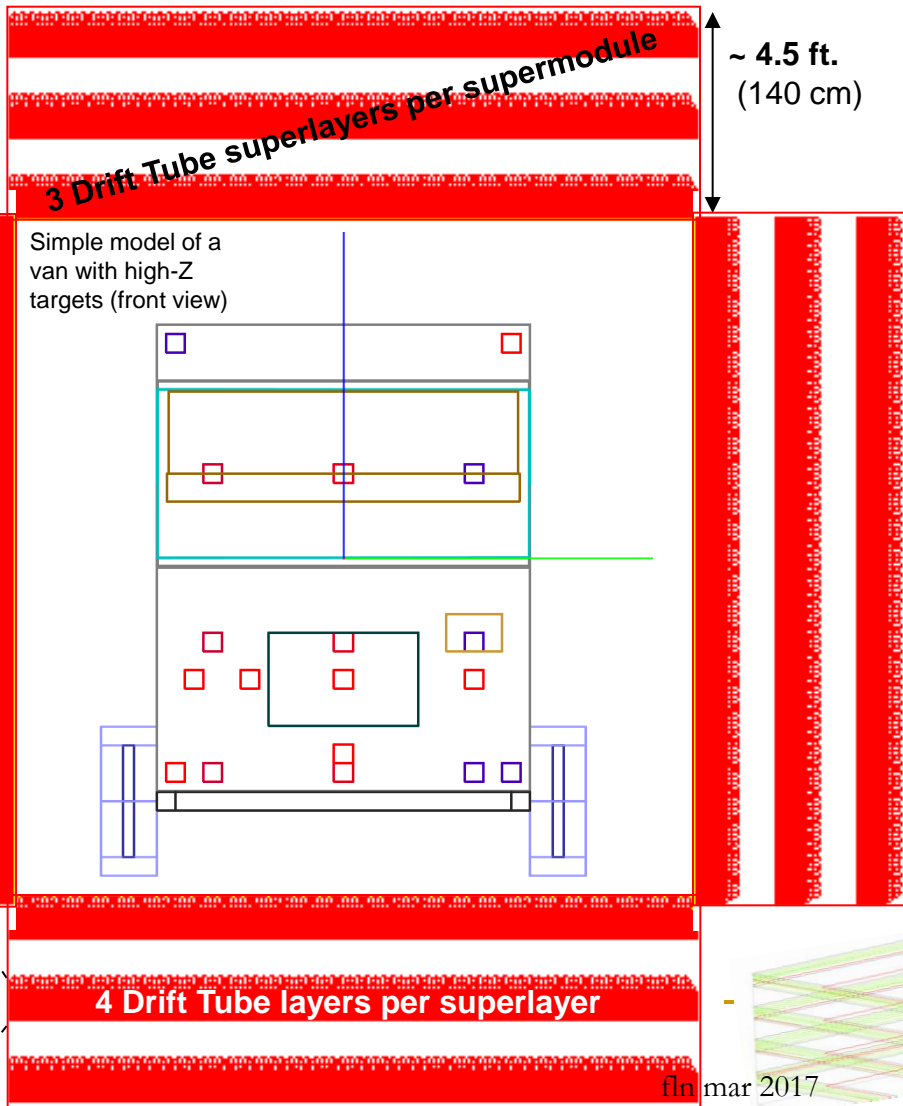 3 Drift Tube superlayers per supermodule
~ 4.5 ft.
(140 cm)
Simple model of a
van with high-Z
targets (front view)
4 Drift Tube layers per superlayer
-
fln mar 2017